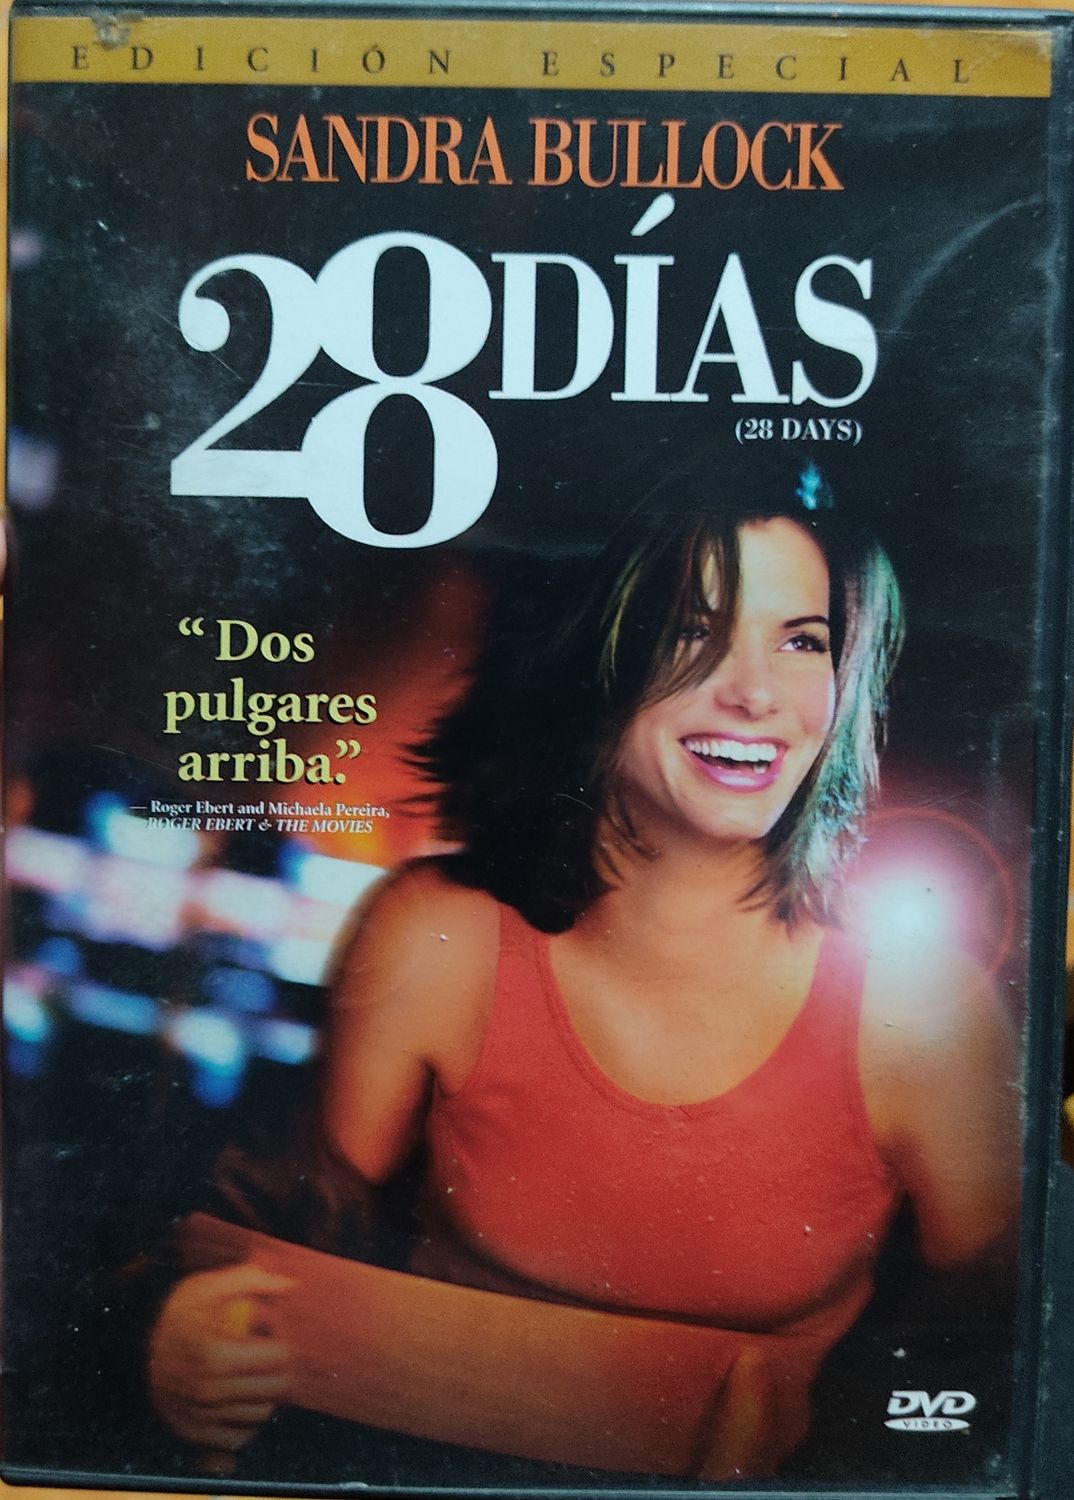 EDICIÓN ESPECIAL
SANDRA BULLOCK
28 DÍAS
(28 DAYS)
“Dos
pulgares
arriba.”
— Roger Ebert and Michaela Pereira,
ROGER EBERT & THE MOVIES
DVD
VIDEO